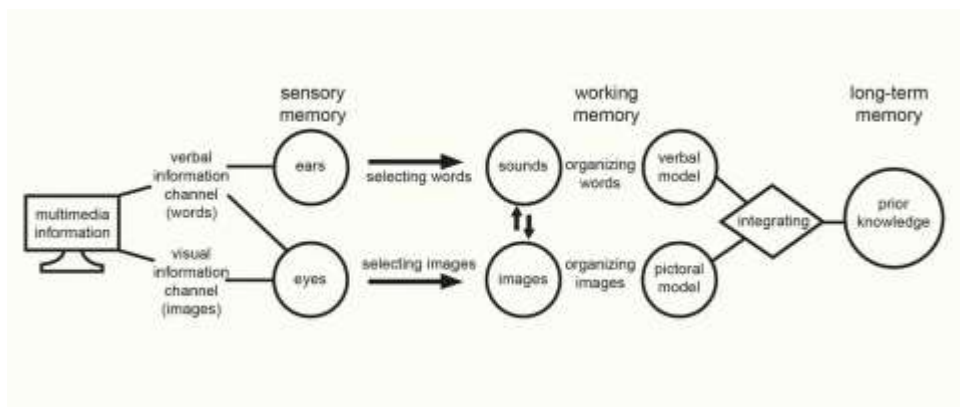 sensory
memory
working
memory
long-term
memory
verbal
information
channel
(words)
ears
selecting words
sounds
organizing
words
verbal
model
multimedia
information
integrating
prior
knowledge
visual
information
channel
(images)
eyes
selecting images
images
organizing
images
pictoral
model